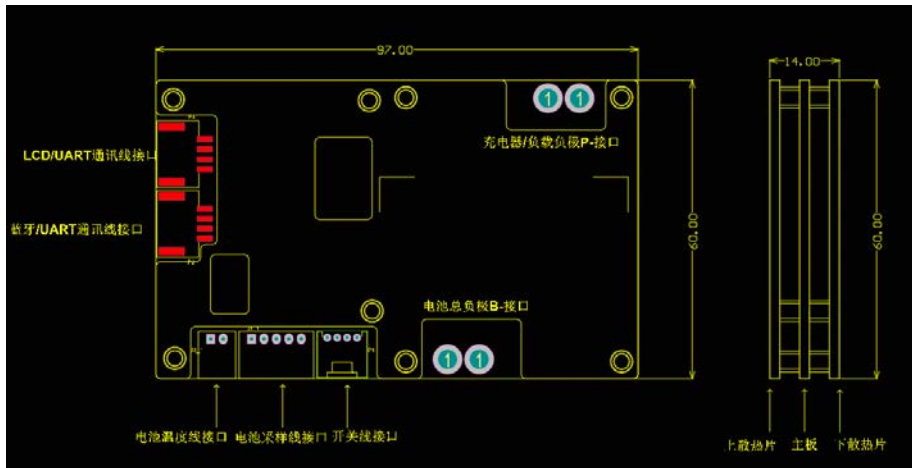 97.00
14.00
1 1
充电器/负载负极P-接口
LCD/UART通讯线接口
蓝牙/UART通讯线接口
60.00
60.00
电池总负极B-接口
1 1
电池温度线接口 电池采样线接口 开关线接口
上散热片 主板 下散热片